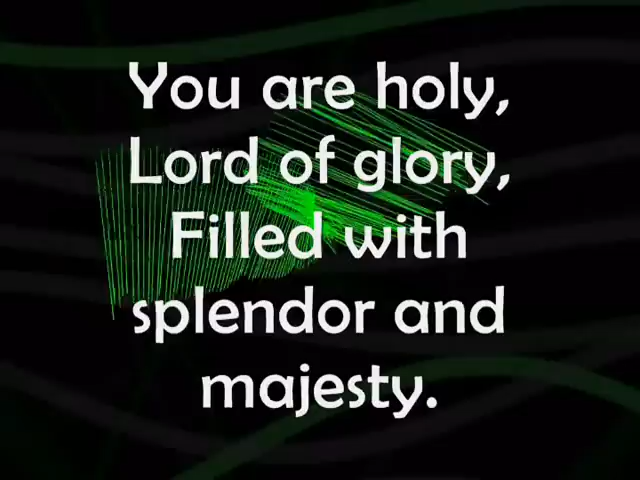 You are holy,
Lord of glory,
Filled with
splendor and
majesty.